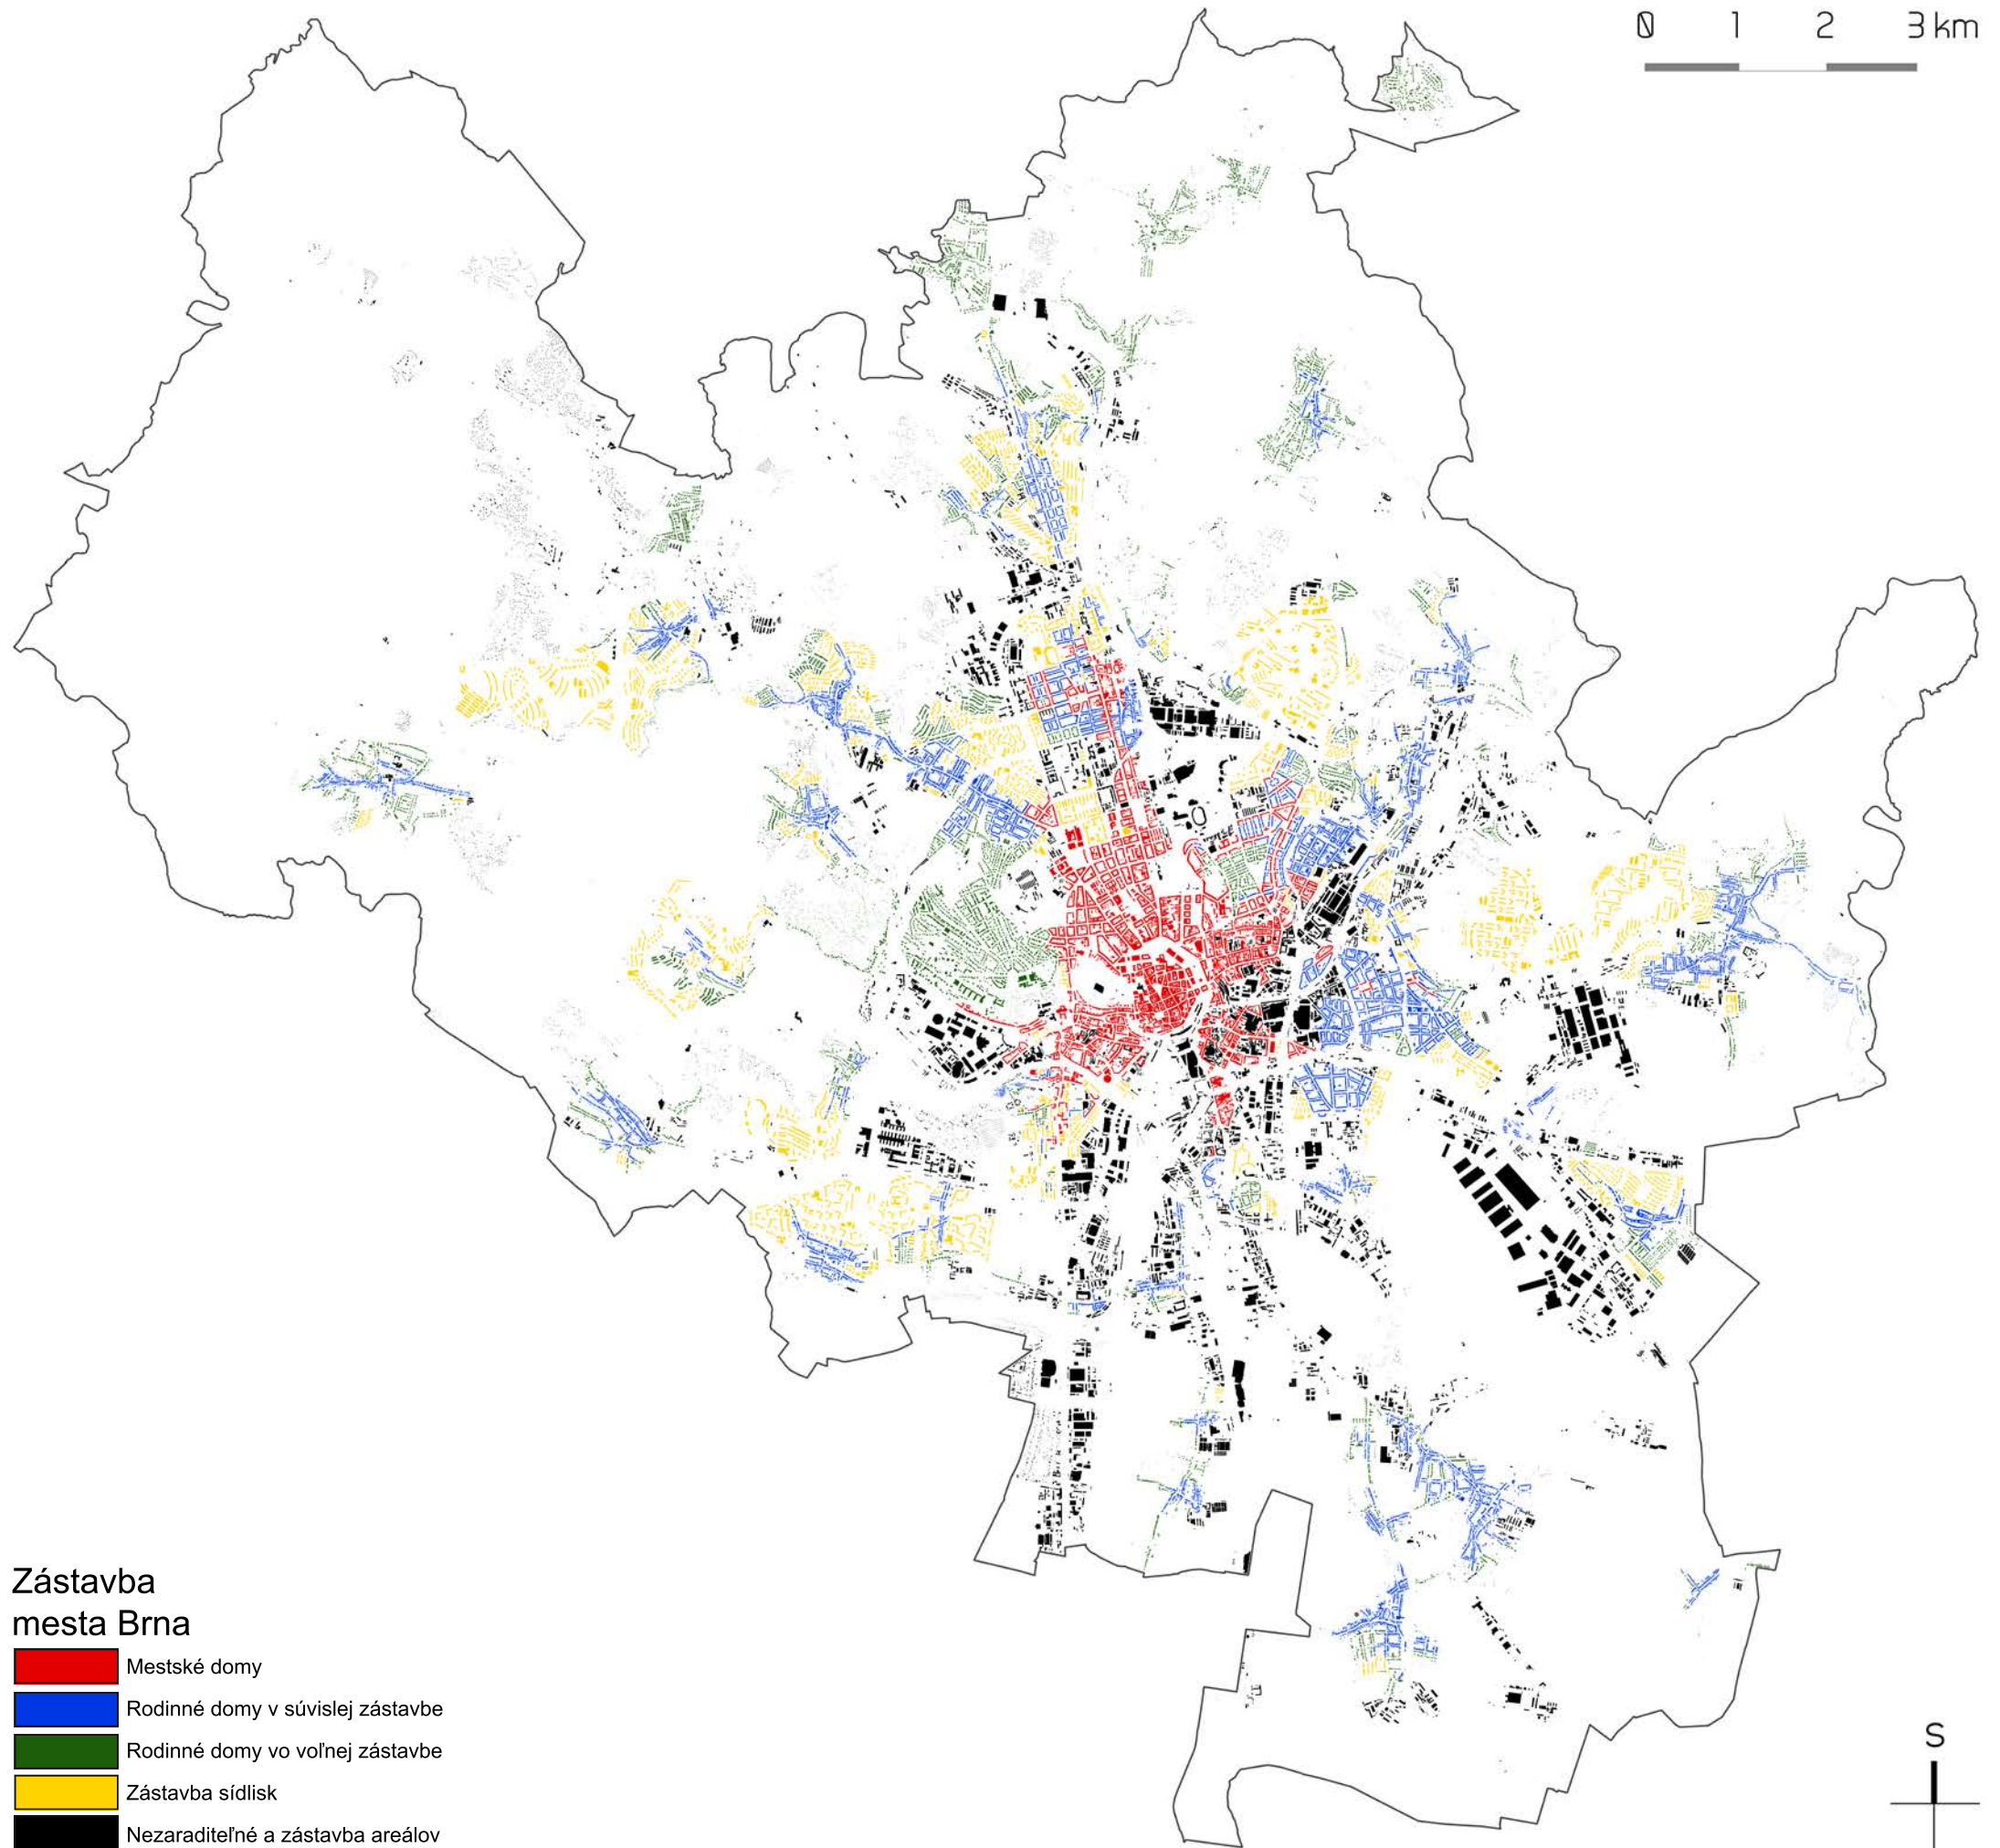 0 1 2 3 km
Zástavba
mesta Brna
Mestské domy
Rodinné domy v súvislej zástavbe
Rodinné domy vo voľnej zástavbe
Zástavba sídlisk
Nezaraditeľné a zástavba areálov
S